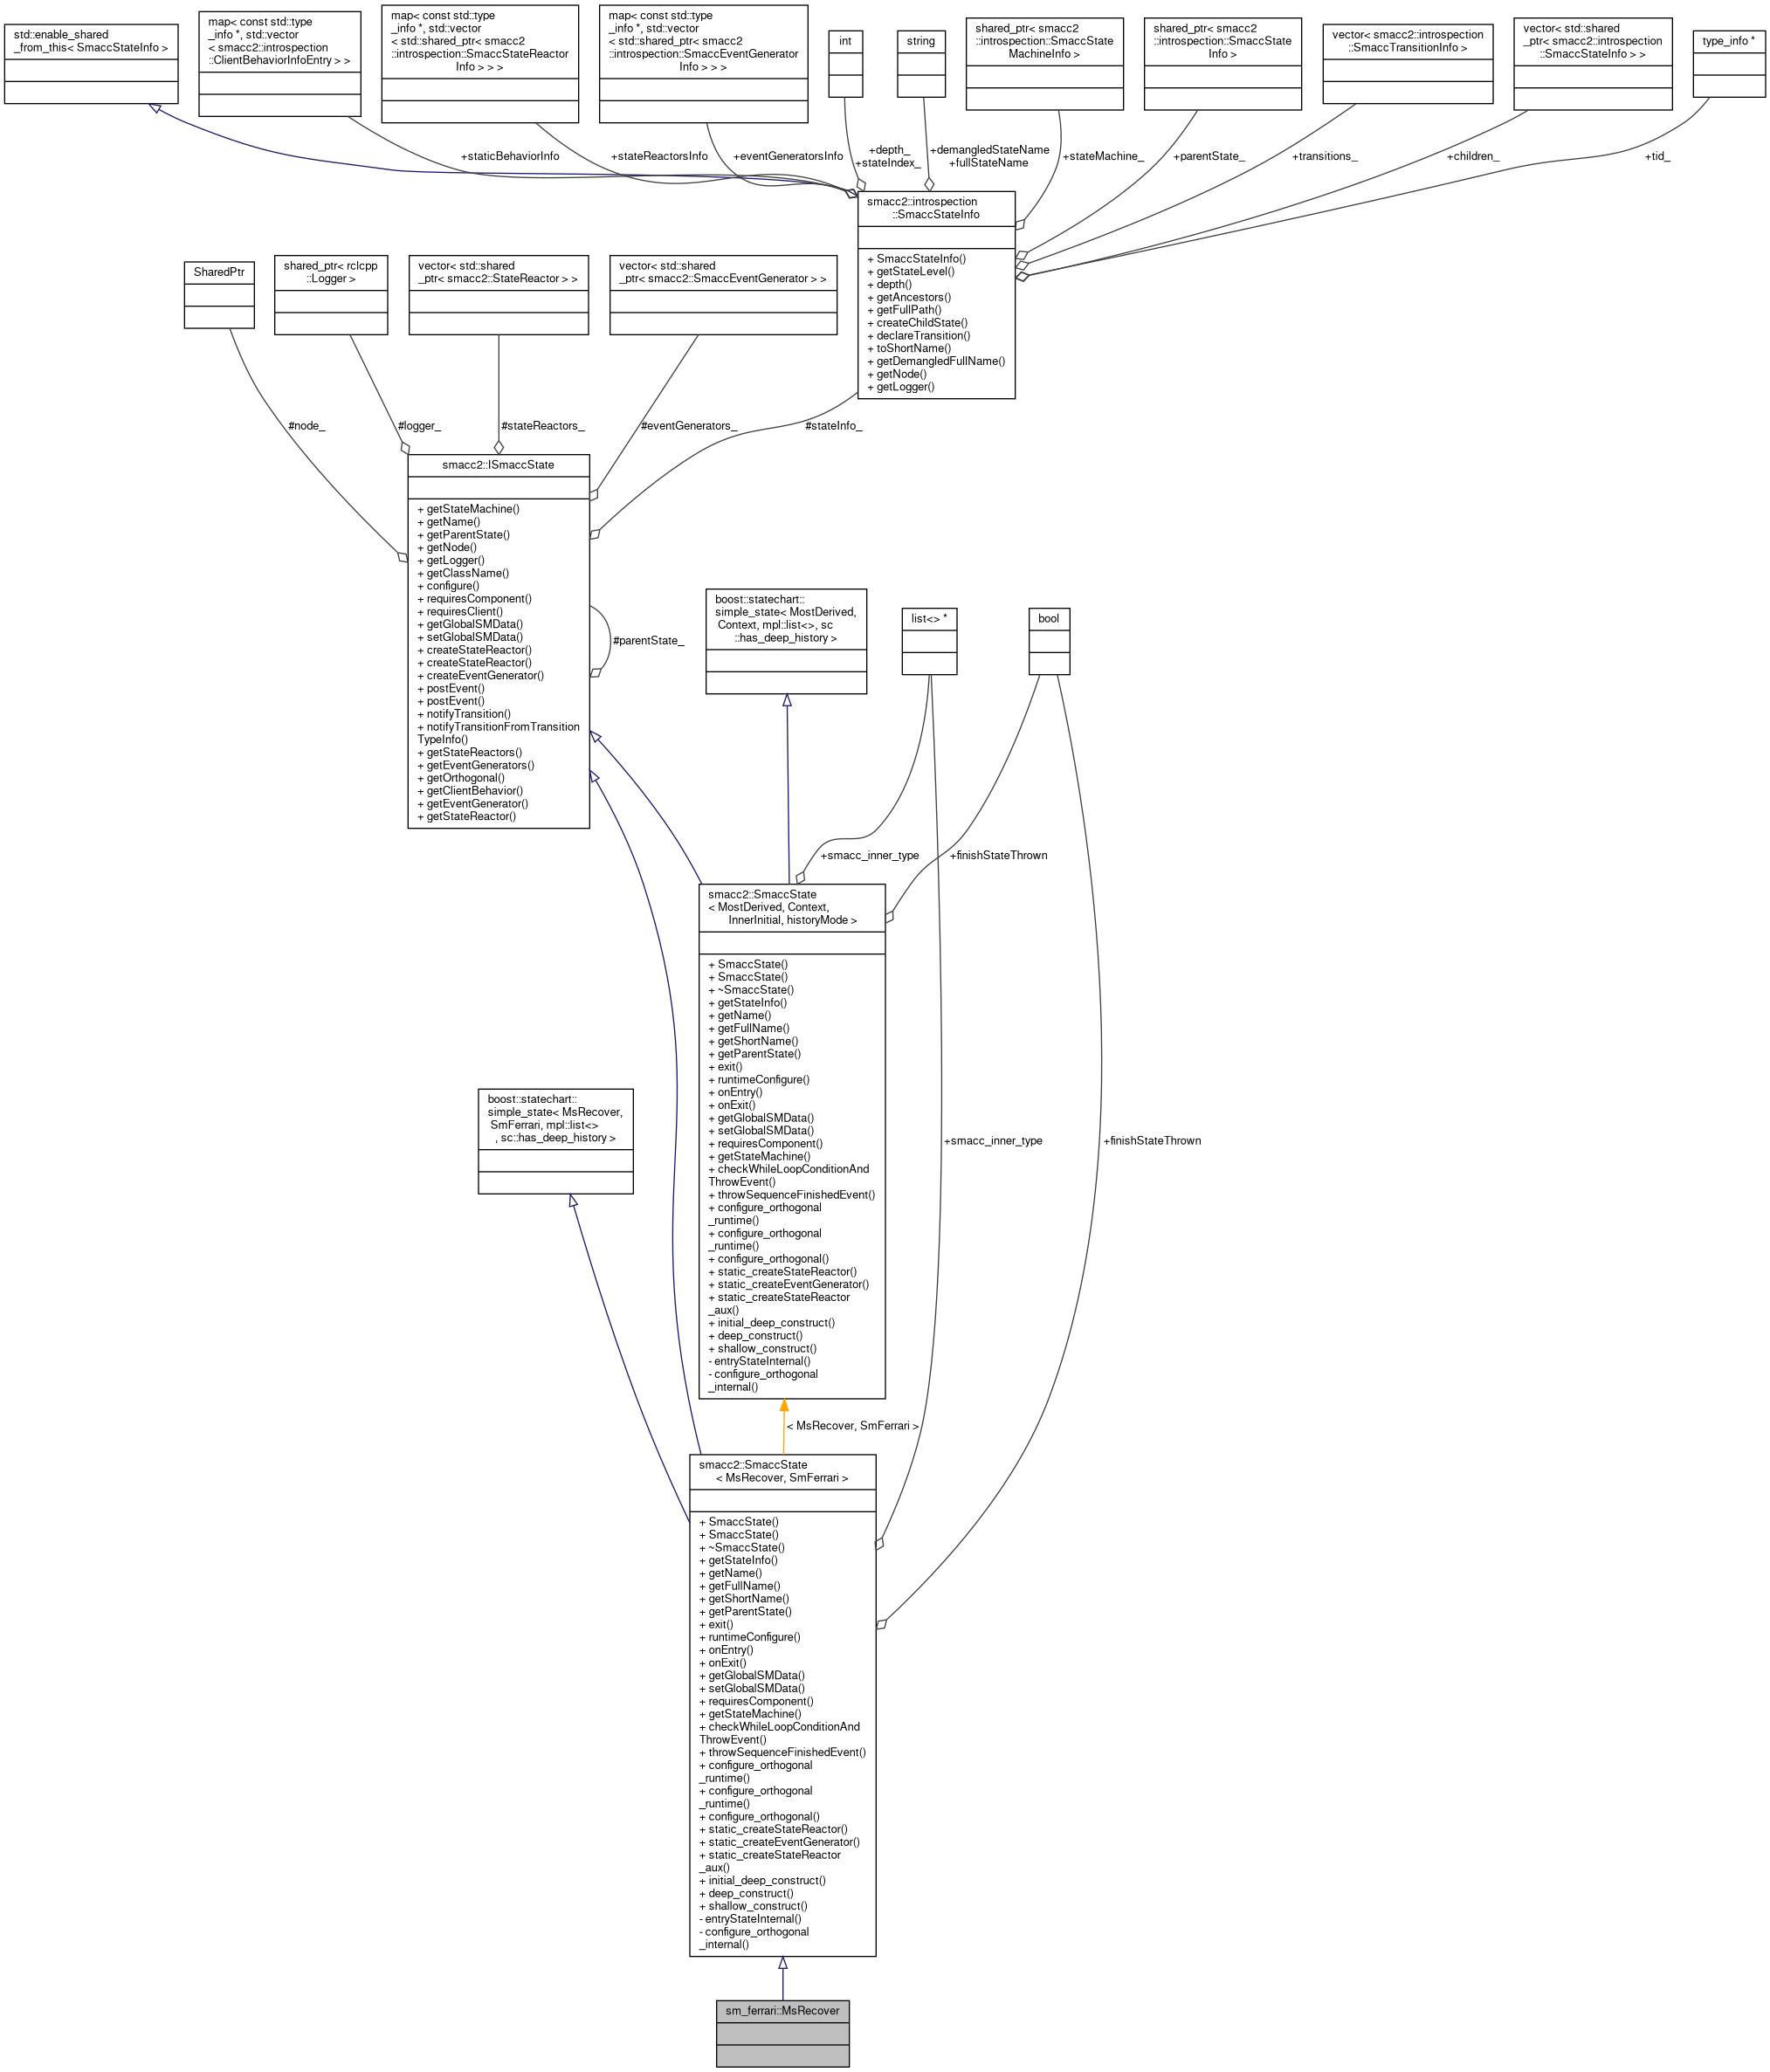 std::enable_shared
_from_this< SmaccStateInfo >
map< const std::type
_info *, std::vector
< smacc2::introspection
::ClientBehaviorInfoEntry > >
map< const std::type
_info *, std::vector
< std::shared_ptr< smacc2
::introspection::SmaccStateReactor
Info > > >
map< const std::type
_info *, std::vector
< std::shared_ptr< smacc2
::introspection::SmaccEventGenerator
Info > > >
int
string
shared_ptr< smacc2
::introspection::SmaccState
MachineInfo >
shared_ptr< smacc2
::introspection::SmaccState
Info >
vector< smacc2::introspection
::SmaccTransitionInfo >
vector< std::shared
_ptr< smacc2::introspection
::SmaccStateInfo > >
type_info *
+staticBehaviorInfo
+stateReactorsInfo
+eventGeneratorsInfo
+depth_
+stateIndex_
+demangledStateName
+fullStateName
+stateMachine_
+parentState_
+transitions_
+children_
+tid_
smacc2::introspection
::SmaccStateInfo
+ SmaccStateInfo()
+ getStateLevel()
+ depth()
+ getAncestors()
+ getFullPath()
+ createChildState()
+ declareTransition()
+ toShortName()
+ getDemangledFullName()
+ getNode()
+ getLogger()
SharedPtr
shared_ptr< rclcpp
::Logger >
vector< std::shared
_ptr< smacc2::StateReactor > >
vector< std::shared
_ptr< smacc2::SmaccEventGenerator > >
#node_
#logger_
#stateReactors_
#eventGenerators_
#stateInfo_
smacc2::ISmaccState
+ getStateMachine()
+ getName()
+ getParentState()
+ getNode()
+ getLogger()
+ getClassName()
+ configure()
+ requiresComponent()
+ requiresClient()
+ getGlobalSMData()
+ setGlobalSMData()
+ createStateReactor()
+ createStateReactor()
+ createEventGenerator()
+ postEvent()
+ postEvent()
+ notifyTransition()
+ notifyTransitionFromTransition
TypeInfo()
+ getStateReactors()
+ getEventGenerators()
+ getOrthogonal()
+ getClientBehavior()
+ getEventGenerator()
+ getStateReactor()
#parentState_
boost::statechart::
simple_state< MostDerived,
Context, mpl::list<>, sc
::has_deep_history >
list<> *
bool
+smacc_inner_type
+finishStateThrown
smacc2::SmaccState
< MostDerived, Context,
InnerInitial, historyMode >
+ SmaccState()
+ SmaccState()
+ ~SmaccState()
+ getStateInfo()
+ getName()
+ getFullName()
+ getShortName()
+ getParentState()
+ exit()
+ runtimeConfigure()
+ onEntry()
+ onExit()
+ getGlobalSMData()
+ setGlobalSMData()
+ requiresComponent()
+ getStateMachine()
+ checkWhileLoopConditionAnd
ThrowEvent()
+ throwSequenceFinishedEvent()
+ configure_orthogonal
_runtime()
+ configure_orthogonal
_runtime()
+ configure_orthogonal()
+ static_createStateReactor()
+ static_createEventGenerator()
+ static_createStateReactor
_aux()
+ initial_deep_construct()
+ deep_construct()
+ shallow_construct()
- entryStateInternal()
- configure_orthogonal
_internal()
boost::statechart::
simple_state< MsRecover,
SmFerrari, mpl::list<>
, sc::has_deep_history >
+smacc_inner_type
+finishStateThrown
< MsRecover, SmFerrari >
smacc2::SmaccState
< MsRecover, SmFerrari >
+ SmaccState()
+ SmaccState()
+ ~SmaccState()
+ getStateInfo()
+ getName()
+ getFullName()
+ getShortName()
+ getParentState()
+ exit()
+ runtimeConfigure()
+ onEntry()
+ onExit()
+ getGlobalSMData()
+ setGlobalSMData()
+ requiresComponent()
+ getStateMachine()
+ checkWhileLoopConditionAnd
ThrowEvent()
+ throwSequenceFinishedEvent()
+ configure_orthogonal
_runtime()
+ configure_orthogonal
_runtime()
+ configure_orthogonal()
+ static_createStateReactor()
+ static_createEventGenerator()
+ static_createStateReactor
_aux()
+ initial_deep_construct()
+ deep_construct()
+ shallow_construct()
- entryStateInternal()
- configure_orthogonal
_internal()
sm_ferrari::MsRecover